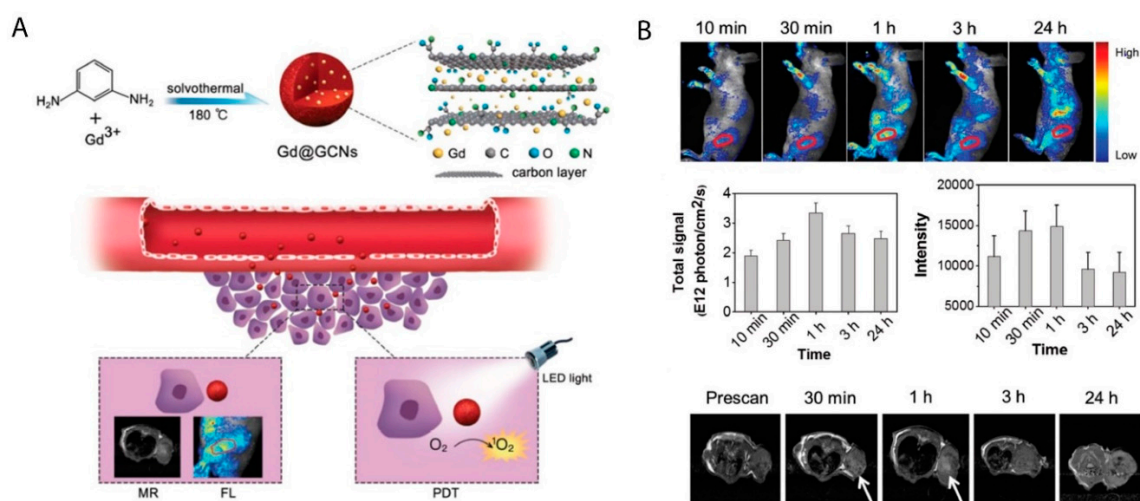 A
H₂N
NH₂
+
Gd³⁺
solvothermal
180 °C
Gd@GCNs
Gd C O N
carbon layer
LED light
O₂ ¹O₂
MR FL PDT
B
10 min 30 min 1 h 3 h 24 h
High
Low
Total signal
(E12 photon/cm2/s)
4
3
2
1
0
10 min 30 min 1 h 3 h 24 h
Time
Intensity
20000
15000
10000
5000
10 min 30 min 1 h 3 h 24 h
Time
Prescan 30 min 1 h 3 h 24 h